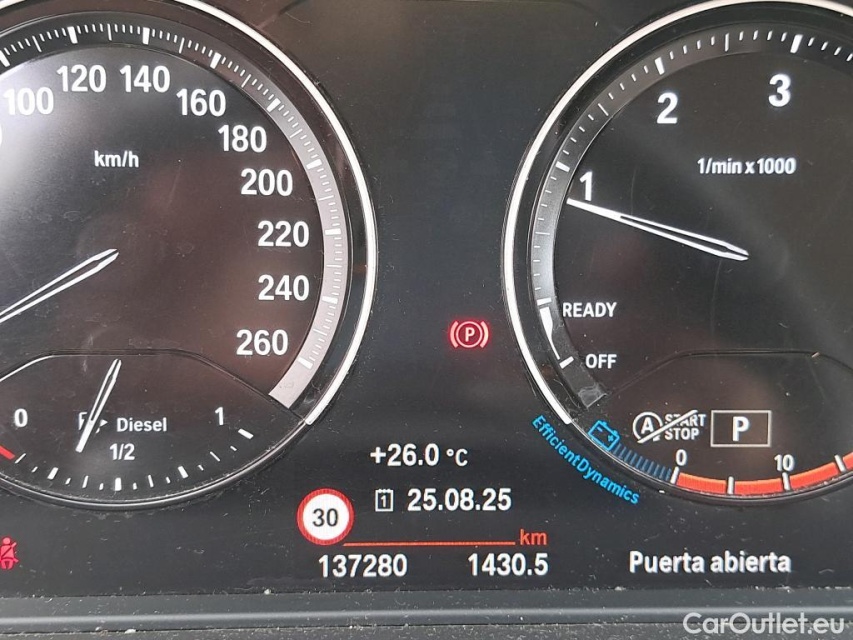 100
120
140
160
180
200
220
240
260
km/h
0
Diesel
1
1/2
1
2
3
1/min x 1000
READY
OFF
P
A
START
STOP
P
EfficientDynamics
0
10
+26.0 °C
1 25.08.25
30
km
137280 1430.5
Puerta abierta
CarOutlet.eu